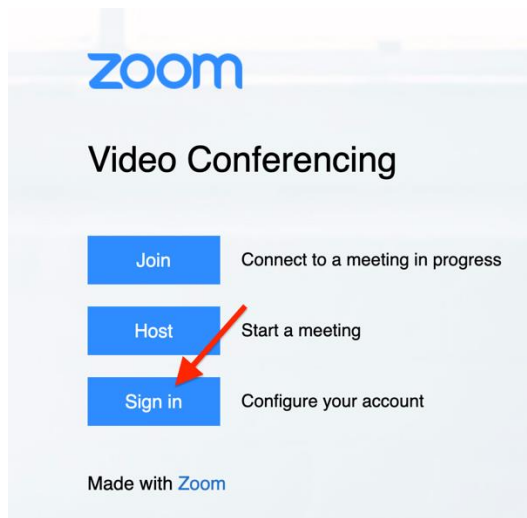 zoom
Video Conferencing
Join Connect to a meeting in progress
Host Start a meeting
Sign in Configure your account
Made with Zoom